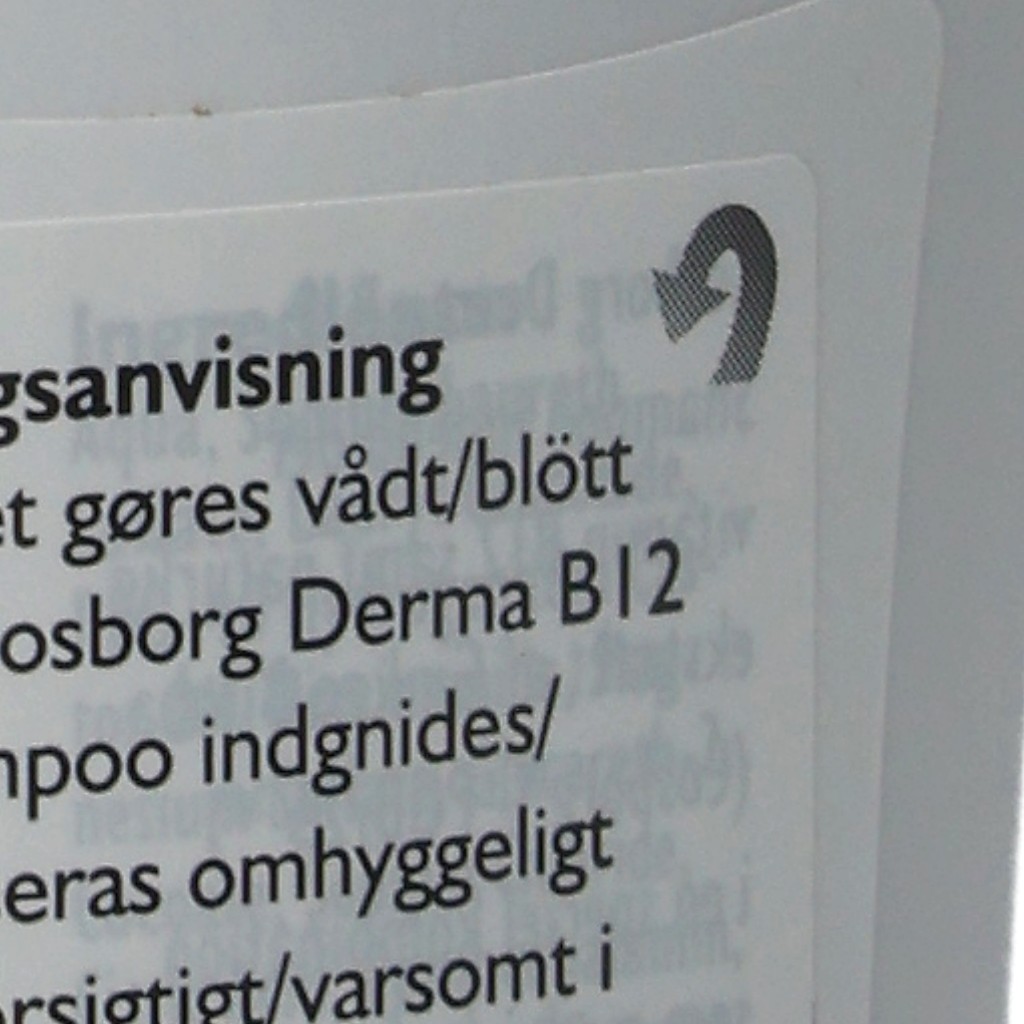 gsanvisning
et gøres vådt/blött
osborg Derma B12
npoo indgnides/
eras omhyggeligt
rsigtigt/varsomt i